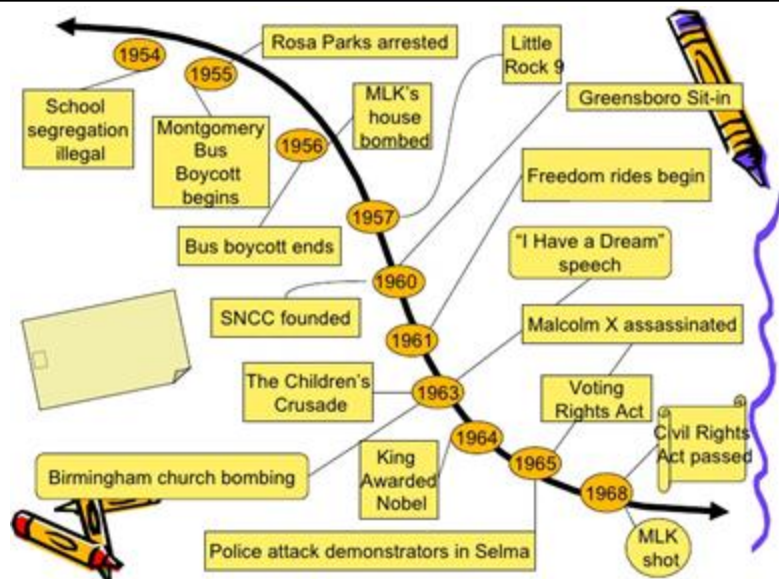 1954
School
segregation
illegal
1955
Rosa Parks arrested
Montgomery
Bus
Boycott
begins
1956
MLK's
house
bombed
Bus boycott ends
1957
Little
Rock 9
1960
Greensboro Sit-in
SNCC founded
1961
Freedom rides begin
1963
"I Have a Dream"
speech
The Children's
Crusade
Birmingham church bombing
1964
King
Awarded
Nobel
1965
Malcolm X assassinated
Voting
Rights Act
Police attack demonstrators in Selma
1968
Civil Rights
Act passed
MLK
shot